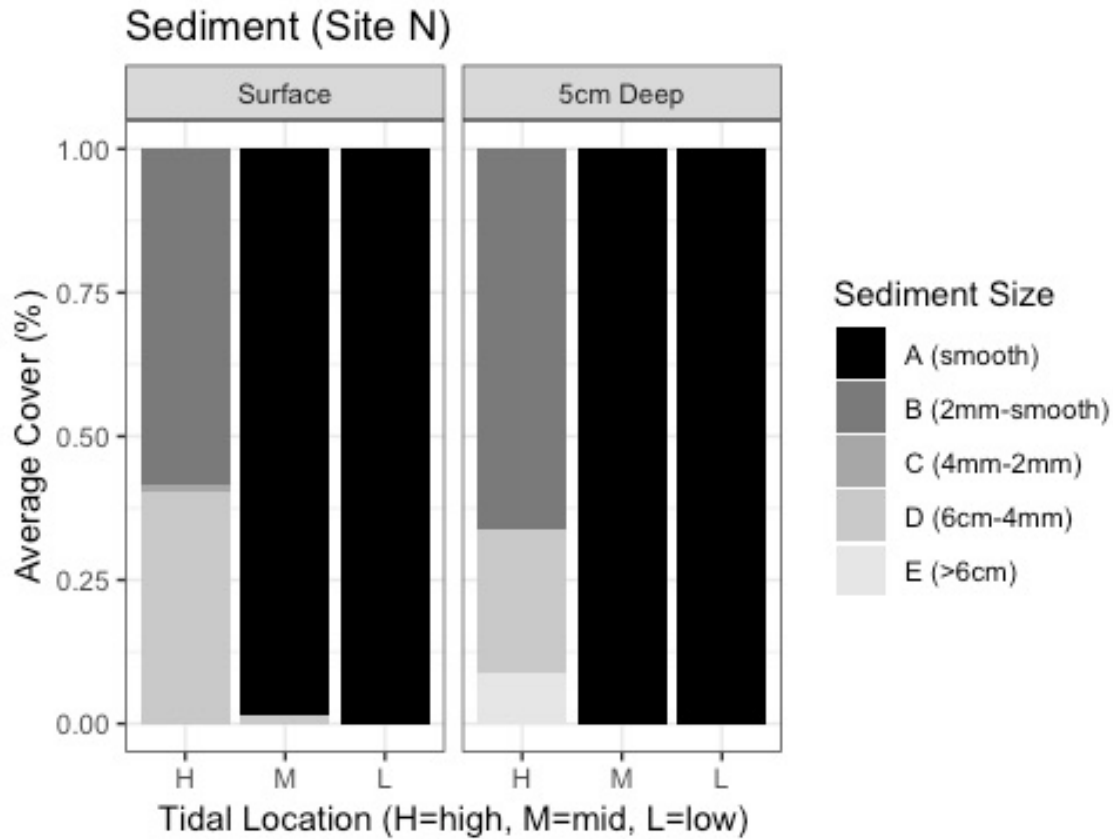 Sediment (Site N)
Surface
5cm Deep
Average Cover (%)
1.00
0.75
0.50
0.25
0.00
H
M
L
H
M
L
Tidal Location (H=high, M=mid, L=low)
Sediment Size
A (smooth)
B (2mm-smooth)
C (4mm-2mm)
D (6cm-4mm)
E (>6cm)